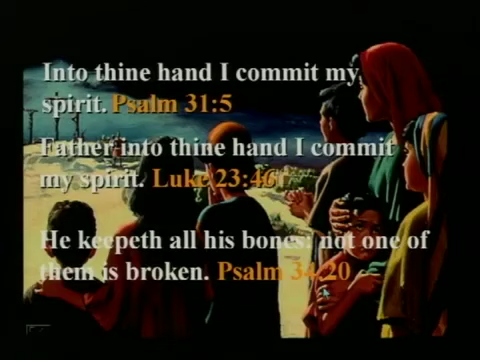 Into thine hand I commit my
spirit. Psalm 31:5
Father into thine hand I commit
my spirit. Luke 23:46
He keepeth all his bones: not one of
them is broken. Psalm 34:20